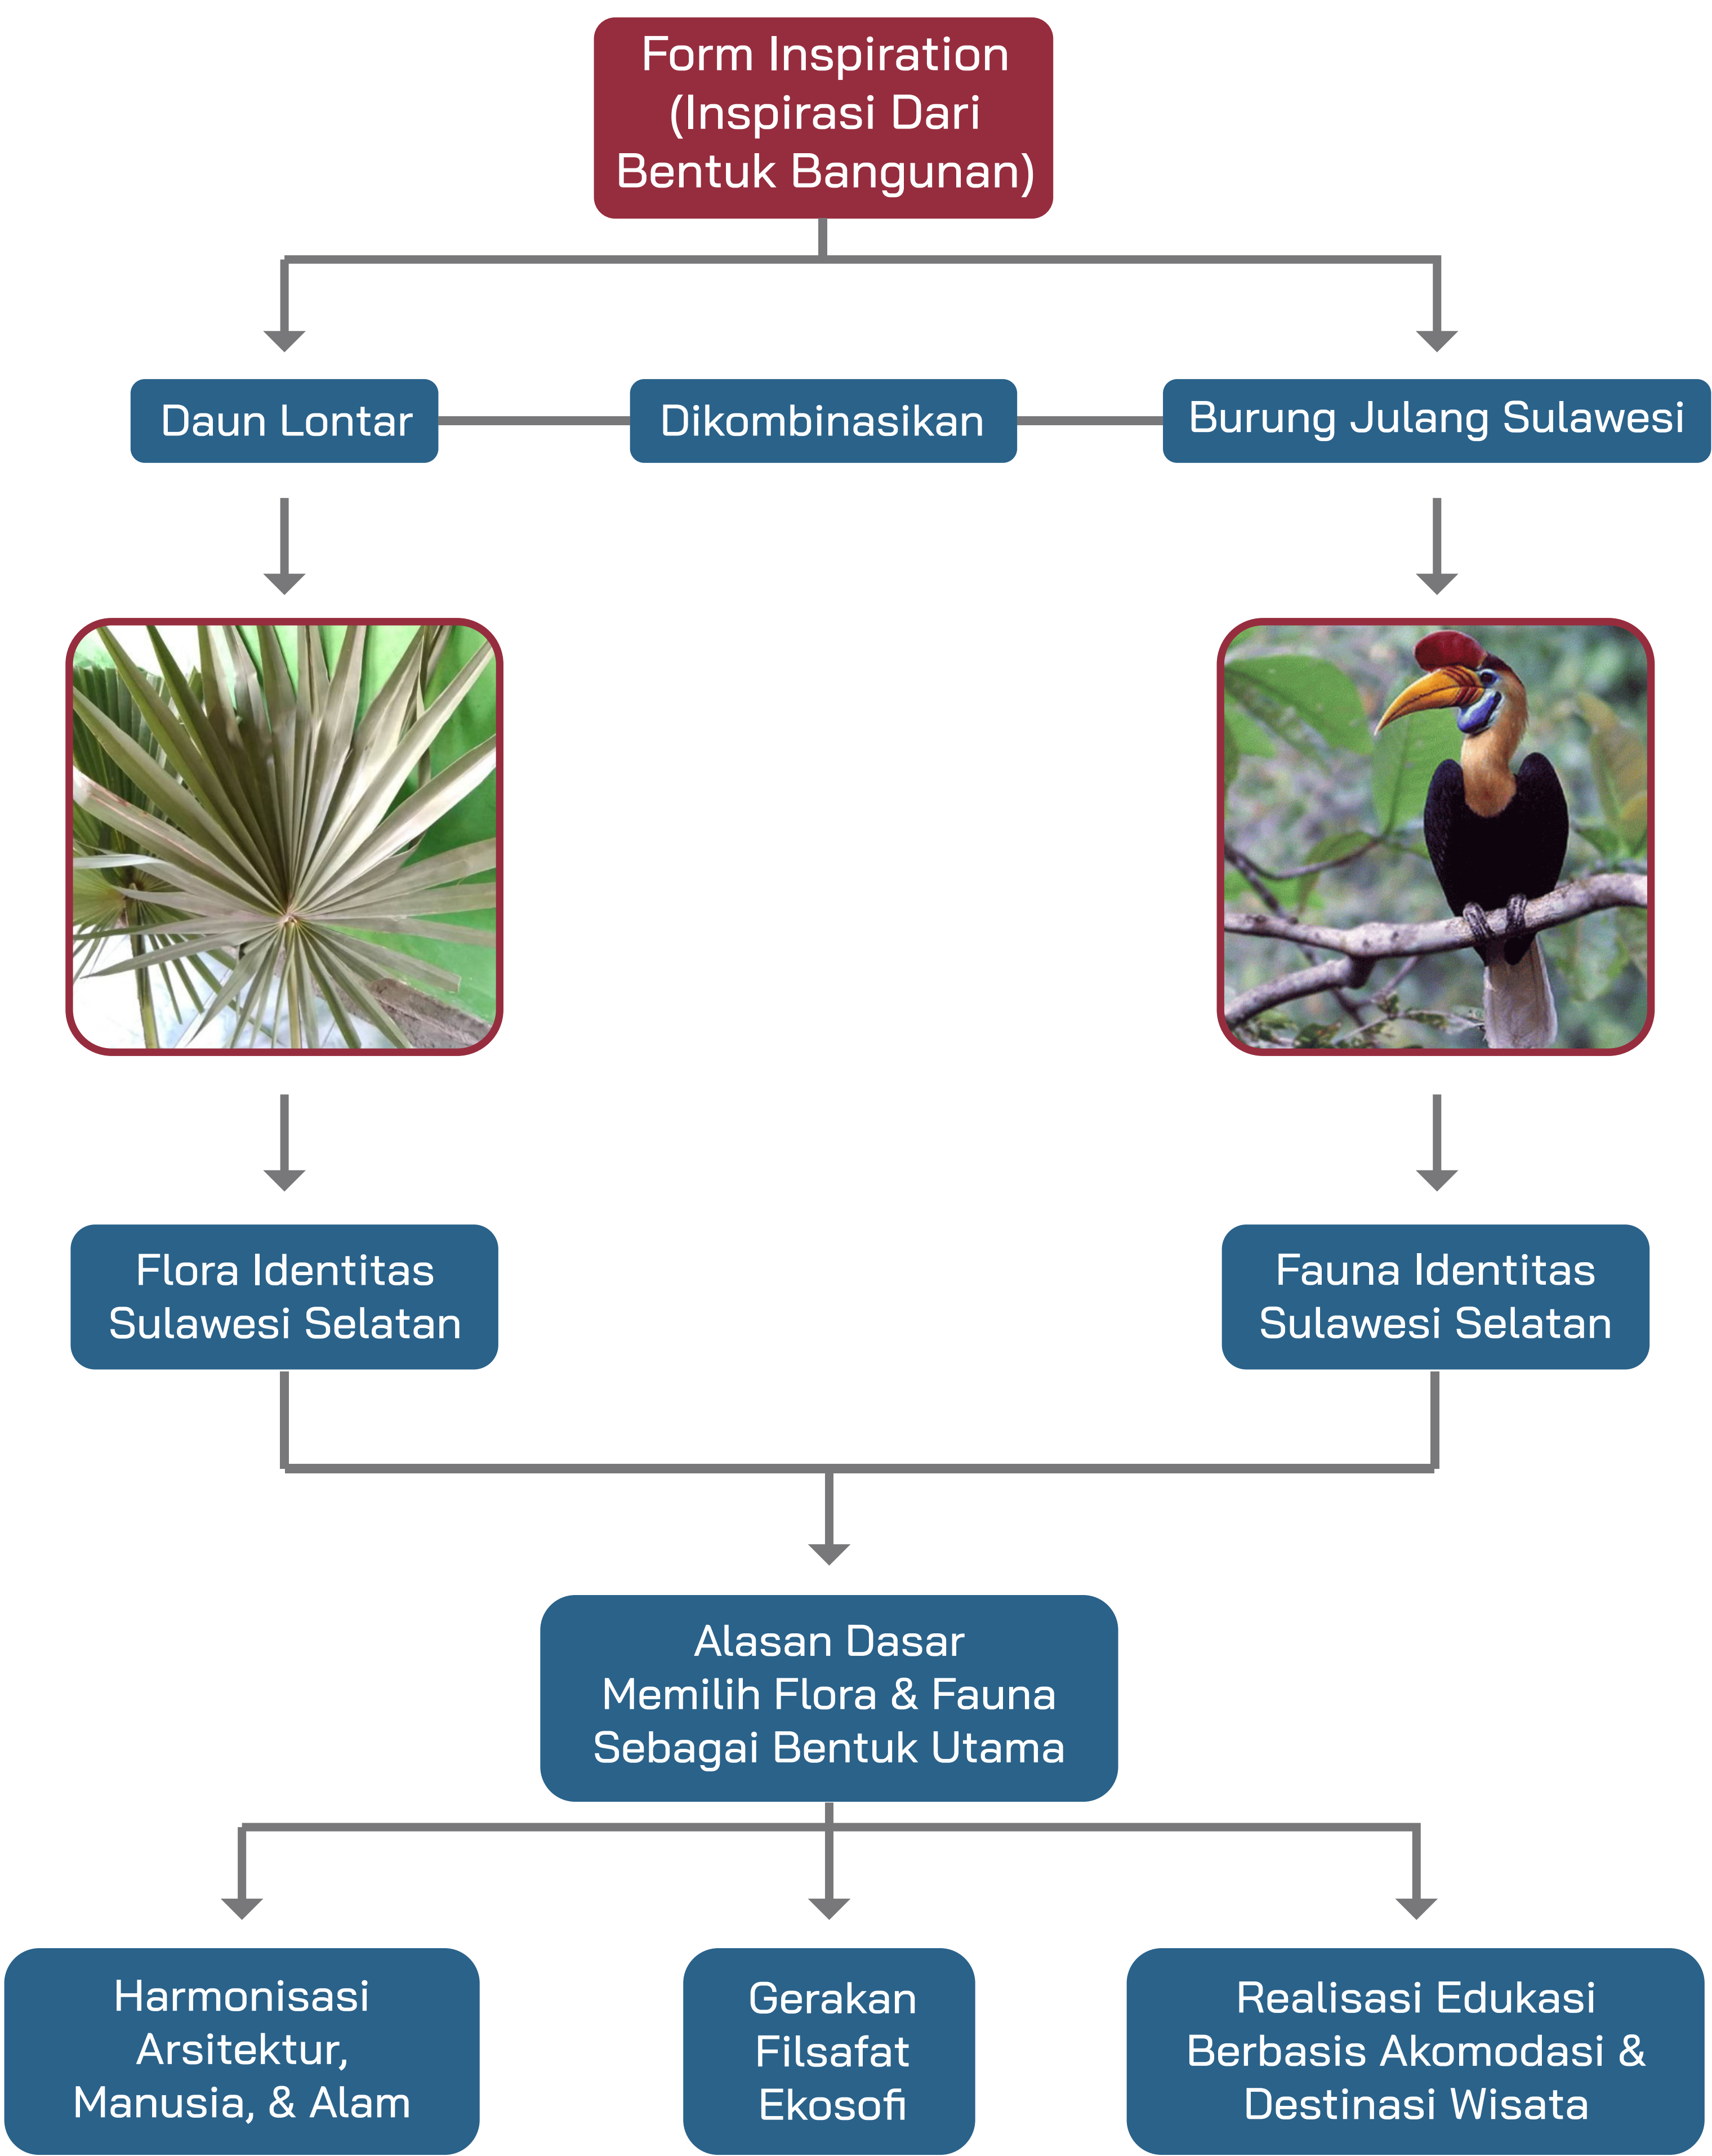 Form Inspiration
(Inspirasi Dari
Bentuk Bangunan)
Daun Lontar
Dikombinasikan
Burung Julang Sulawesi
Flora Identitas
Sulawesi Selatan
Fauna Identitas
Sulawesi Selatan
Alasan Dasar
Memilih Flora & Fauna
Sebagai Bentuk Utama
Harmonisasi
Arsitektur,
Manusia, & Alam
Gerakan
Filsafat
Ekosofi
Realisasi Edukasi
Berbasis Akomodasi &
Destinasi Wisata